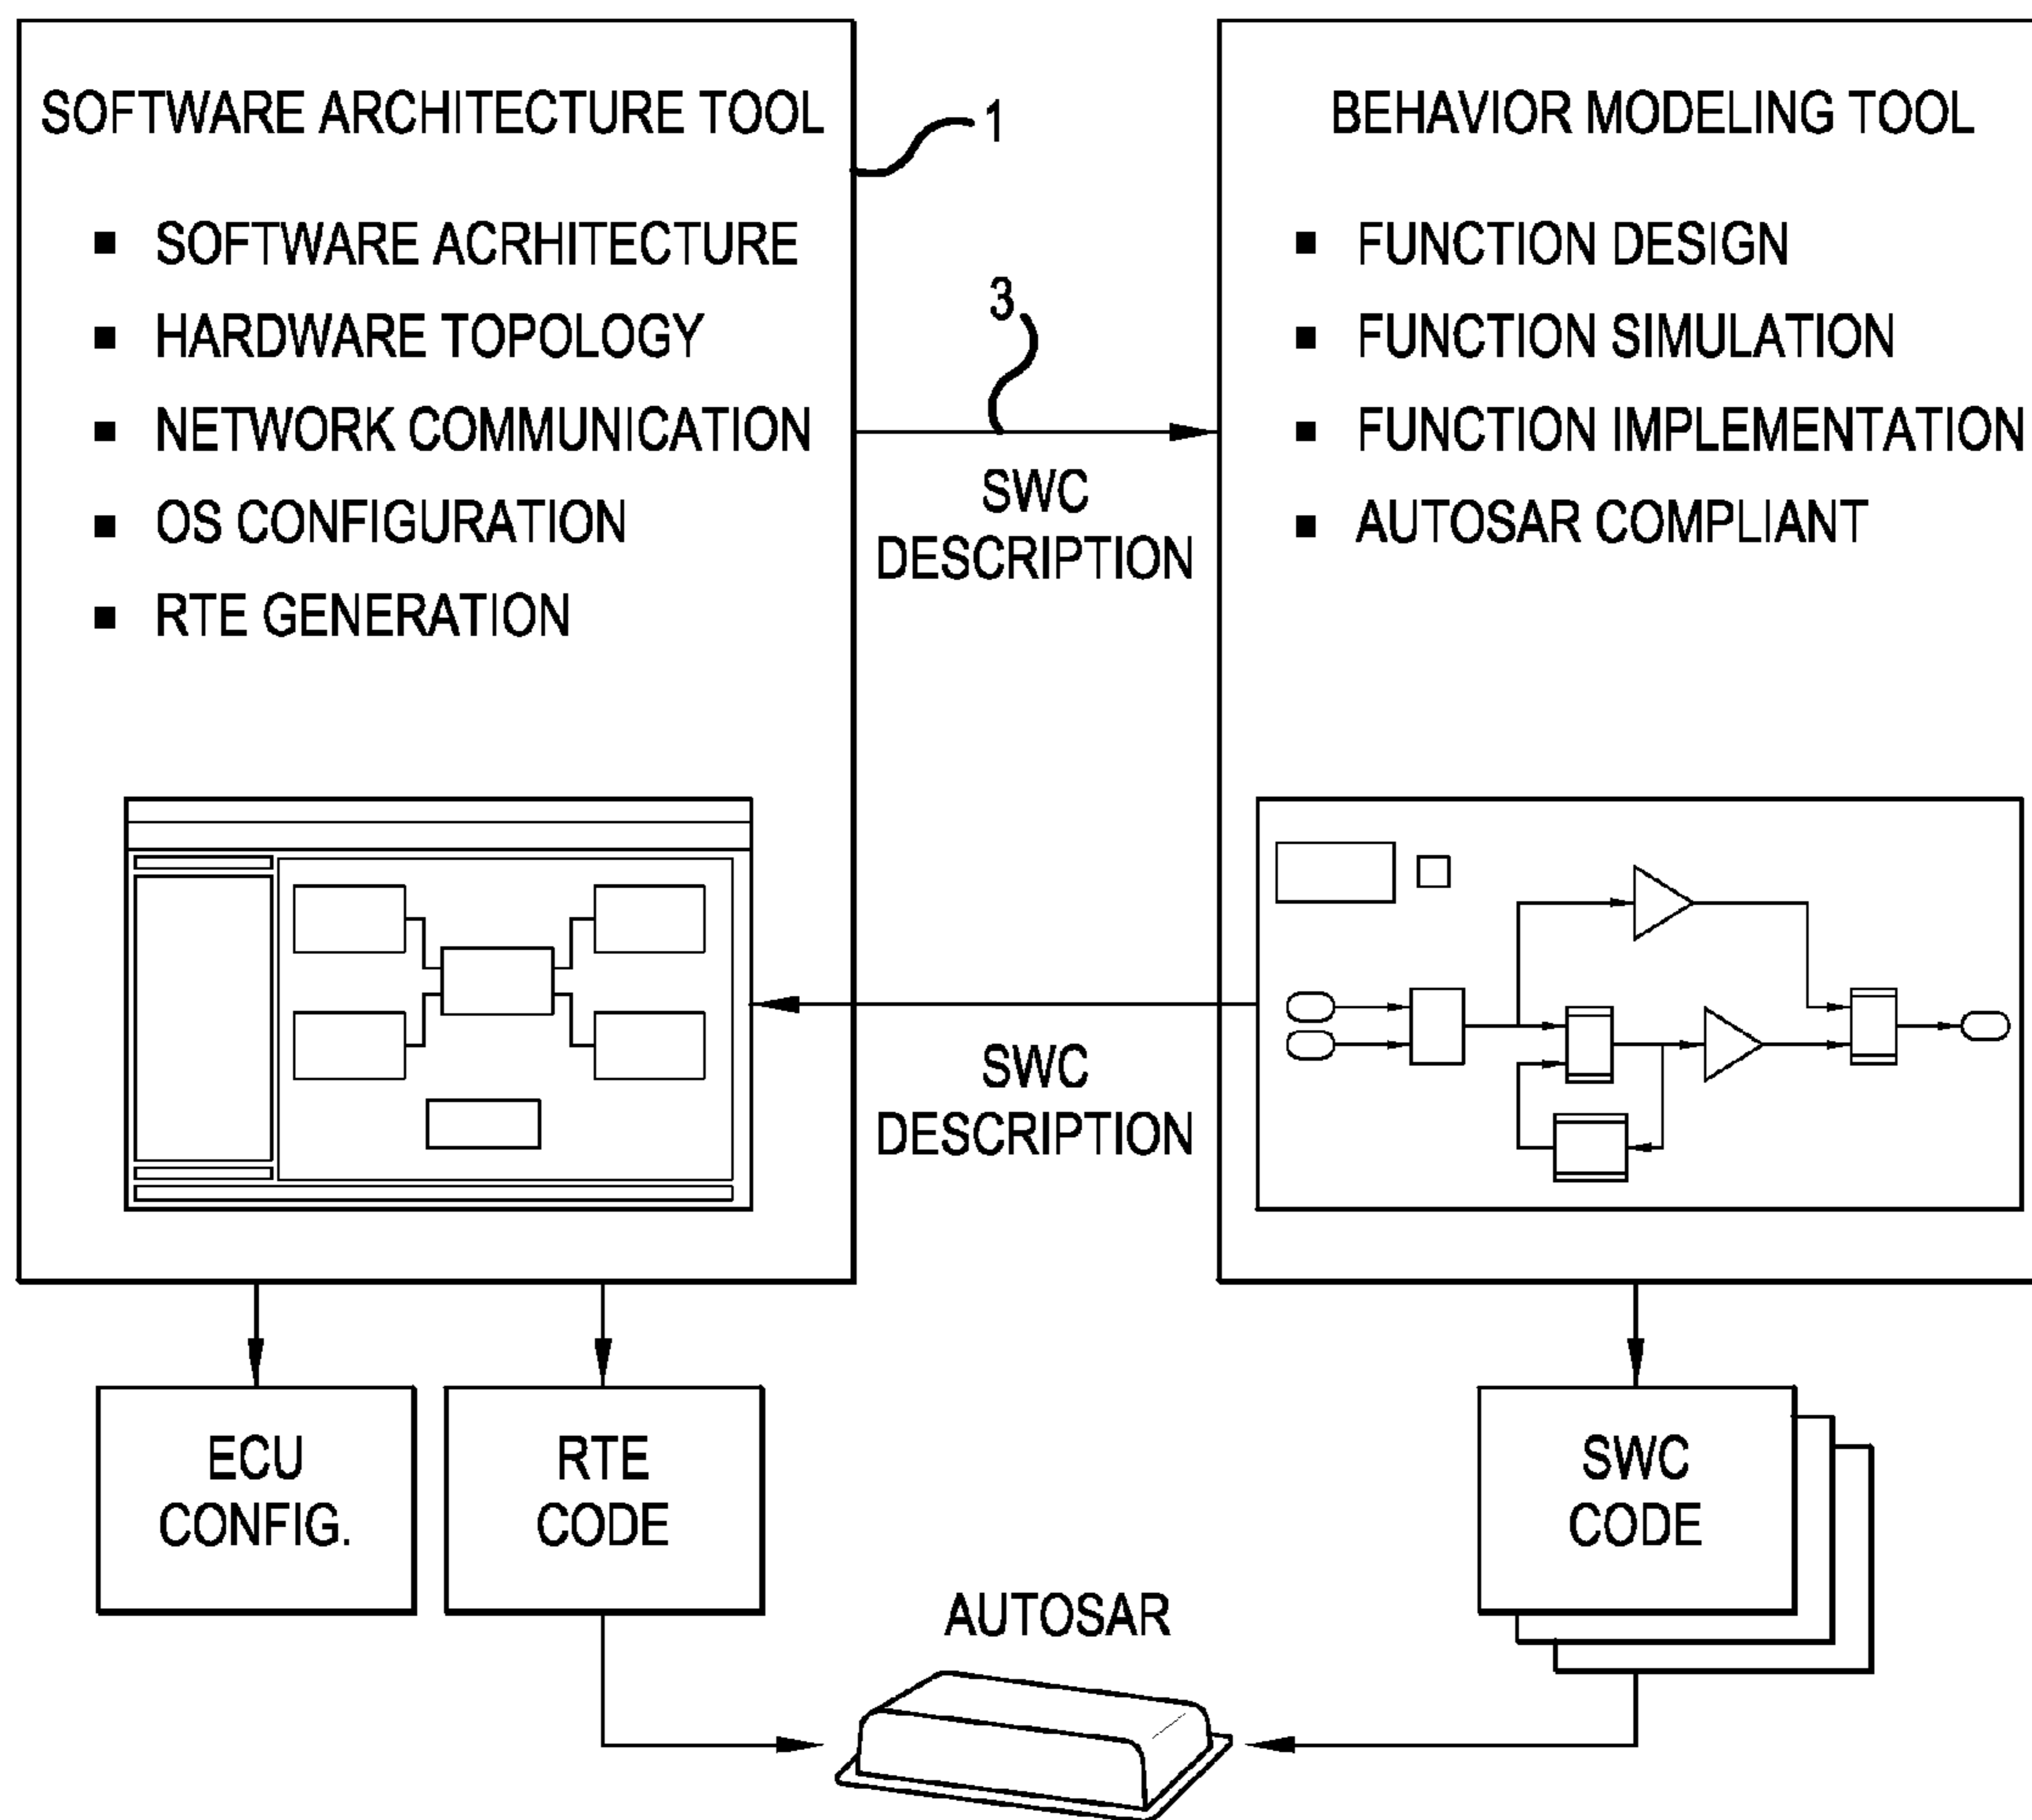 SOFTWARE ARCHITECTURE TOOL
1
■ SOFTWARE ACRHITECTURE
■ HARDWARE TOPOLOGY
■ NETWORK COMMUNICATION
■ OS CONFIGURATION
■ RTE GENERATION
3
SWC
DESCRIPTION
BEHAVIOR MODELING TOOL
■ FUNCTION DESIGN
■ FUNCTION SIMULATION
■ FUNCTION IMPLEMENTATION
■ AUTOSAR COMPLIANT
SWC
DESCRIPTION
ECU
CONFIG.
RTE
CODE
SWC
CODE
AUTOSAR